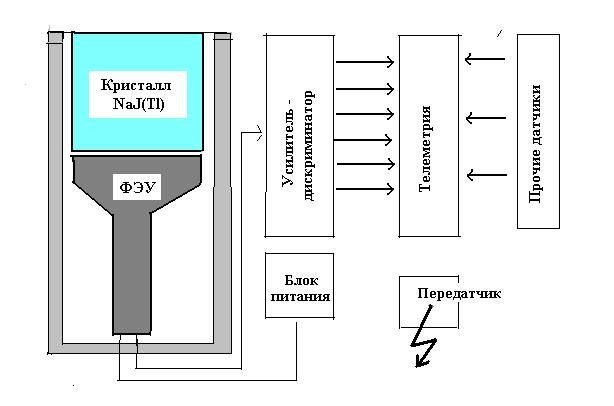 Кристалл
NaJ(Tl)
ФЭУ
Усилитель -
дискриминатор
Телеметрия
Прочие датчики
Блок
питания
Передатчик